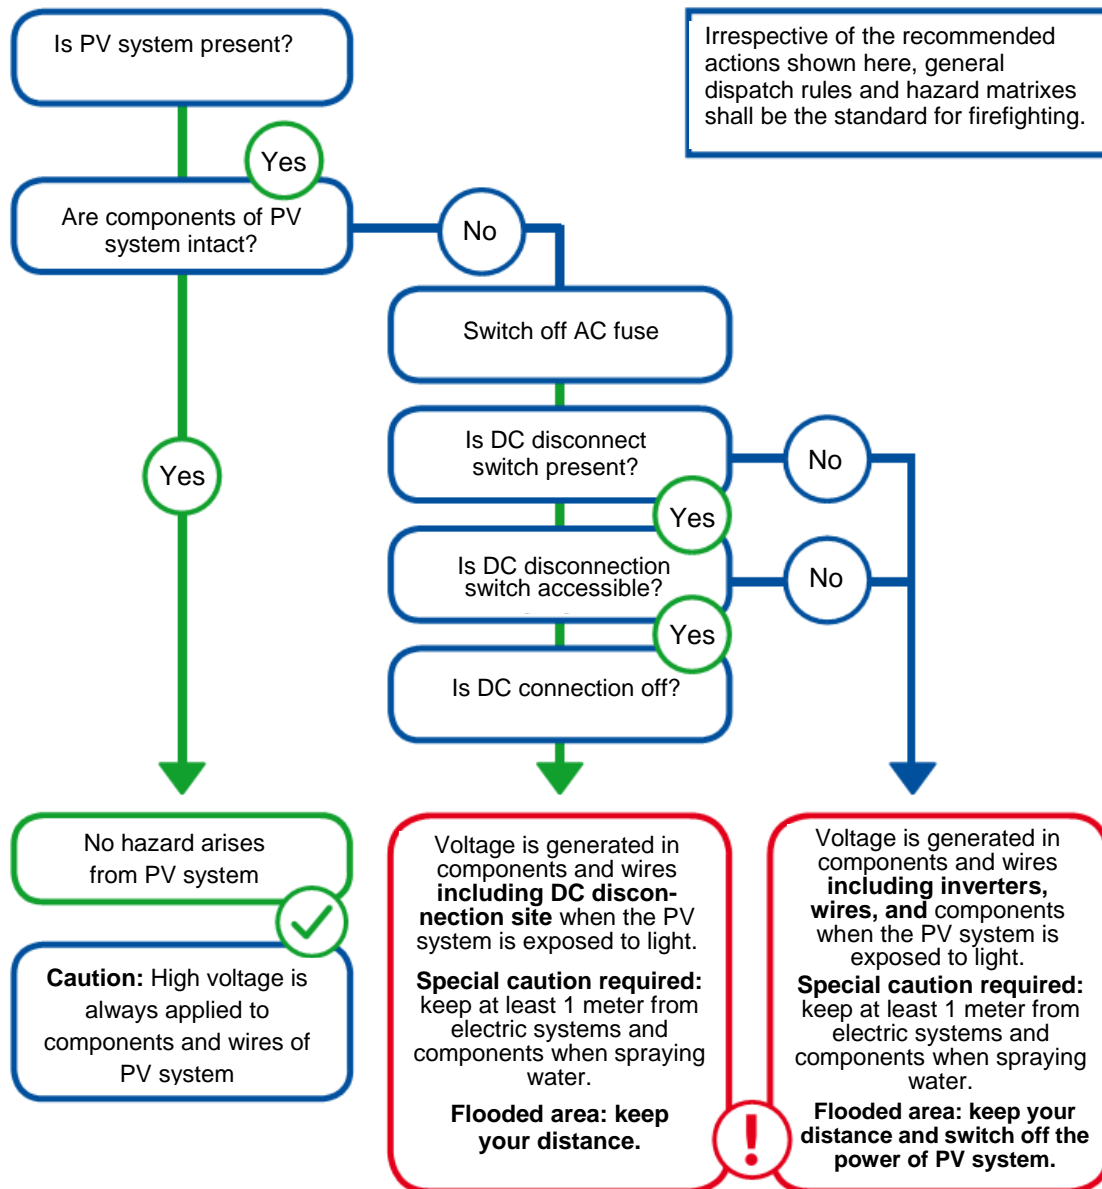 Is PV system present?
Irrespective of the recommended
actions shown here, general
dispatch rules and hazard matrixes
shall be the standard for firefighting.
Yes
Are components of PV
system intact?
No
Switch off AC fuse
Is DC disconnect
switch present?
No
Yes
Yes
Is DC disconnection
switch accessible?
No
Yes
Is DC connection off?
No hazard arises
from PV system
Caution: High voltage is
always applied to
components and wires of
PV system
Voltage is generated in
components and wires
including DC discon-
nection site when the PV
system is exposed to light.
Special caution required:
keep at least 1 meter from
electric systems and
components when spraying
water.
Flooded area: keep
your distance.
!
Voltage is generated in
components and wires
including inverters,
wires, and components
when the PV system is
exposed to light.
Special caution required:
keep at least 1 meter from
electric systems and
components when spraying
water.
Flooded area: keep your
distance and switch off the
power of PV system.